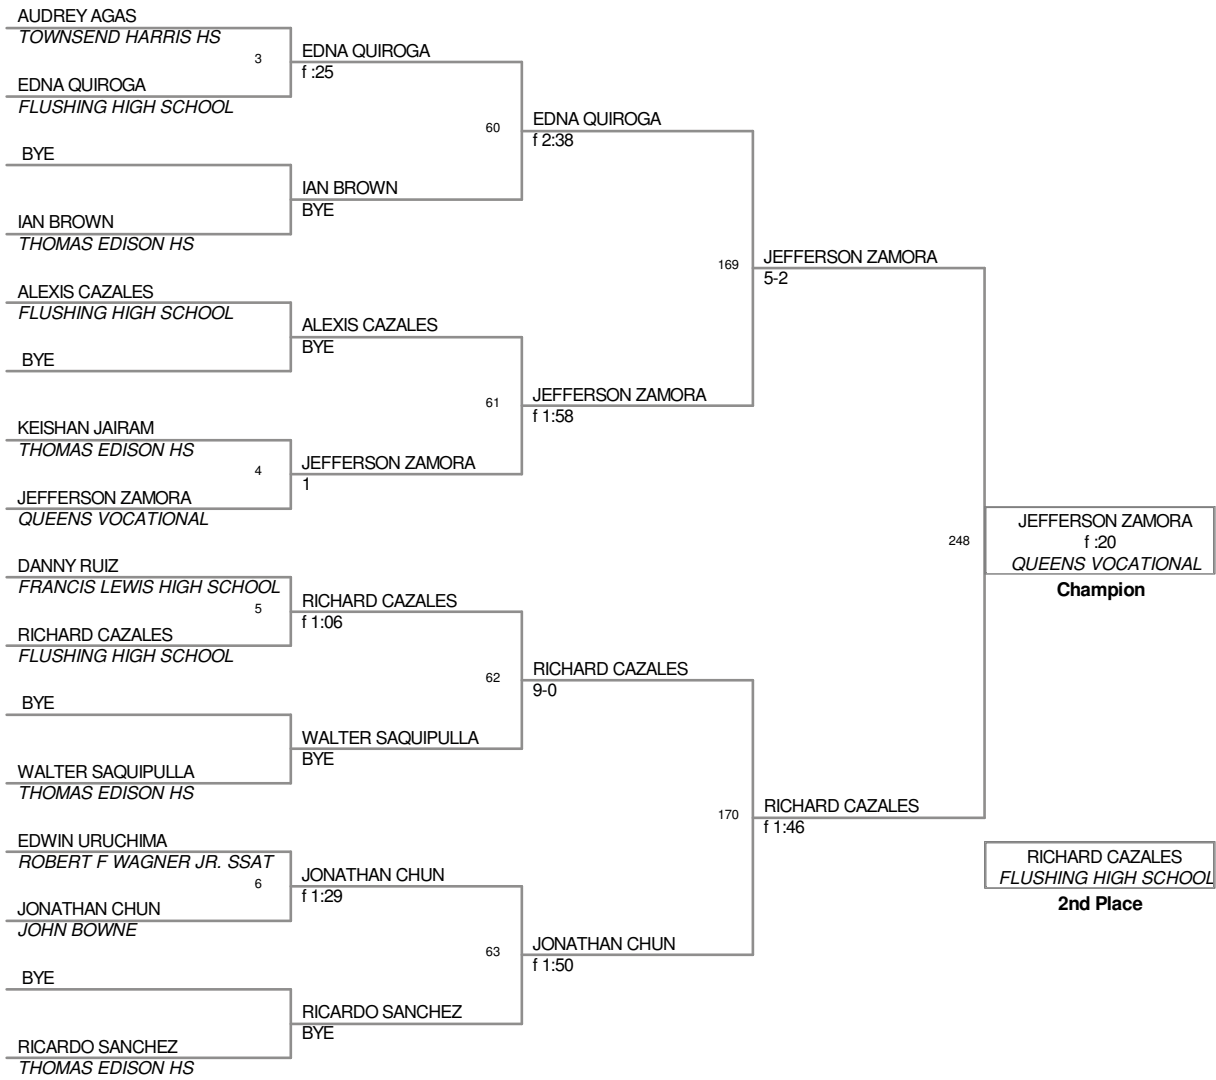 AUDREY AGAS
TOWNSEND HARRIS HS
3
EDNA QUIROGA
FLUSHING HIGH SCHOOL
BYE
IAN BROWN
THOMAS EDISON HS
ALEXIS CAZALES
FLUSHING HIGH SCHOOL
BYE
KEISHAN JAIRAM
THOMAS EDISON HS
4
JEFFERSON ZAMORA
QUEENS VOCATIONAL
DANNY RUIZ
FRANCIS LEWIS HIGH SCHOOL
5
RICHARD CAZALES
FLUSHING HIGH SCHOOL
BYE
WALTER SAQUIPULLA
THOMAS EDISON HS
EDWIN URUCHIMA
ROBERT F WAGNER JR. SSAT
6
JONATHAN CHUN
JOHN BOWNE
BYE
RICARDO SANCHEZ
THOMAS EDISON HS
EDNA QUIROGA
f :25
60
IAN BROWN
BYE
ALEXIS CAZALES
BYE
61
JEFFERSON ZAMORA
1
RICHARD CAZALES
f 1:06
62
WALTER SAQUIPULLA
BYE
JONATHAN CHUN
f 1:29
63
RICARDO SANCHEZ
BYE
EDNA QUIROGA
f 2:38
169
JEFFERSON ZAMORA
f 1:58
RICHARD CAZALES
9-0
170
JONATHAN CHUN
f 1:50
JEFFERSON ZAMORA
5-2
248
RICHARD CAZALES
f 1:46
JEFFERSON ZAMORA
f :20
QUEENS VOCATIONAL
Champion
RICHARD CAZALES
FLUSHING HIGH SCHOOL
2nd Place